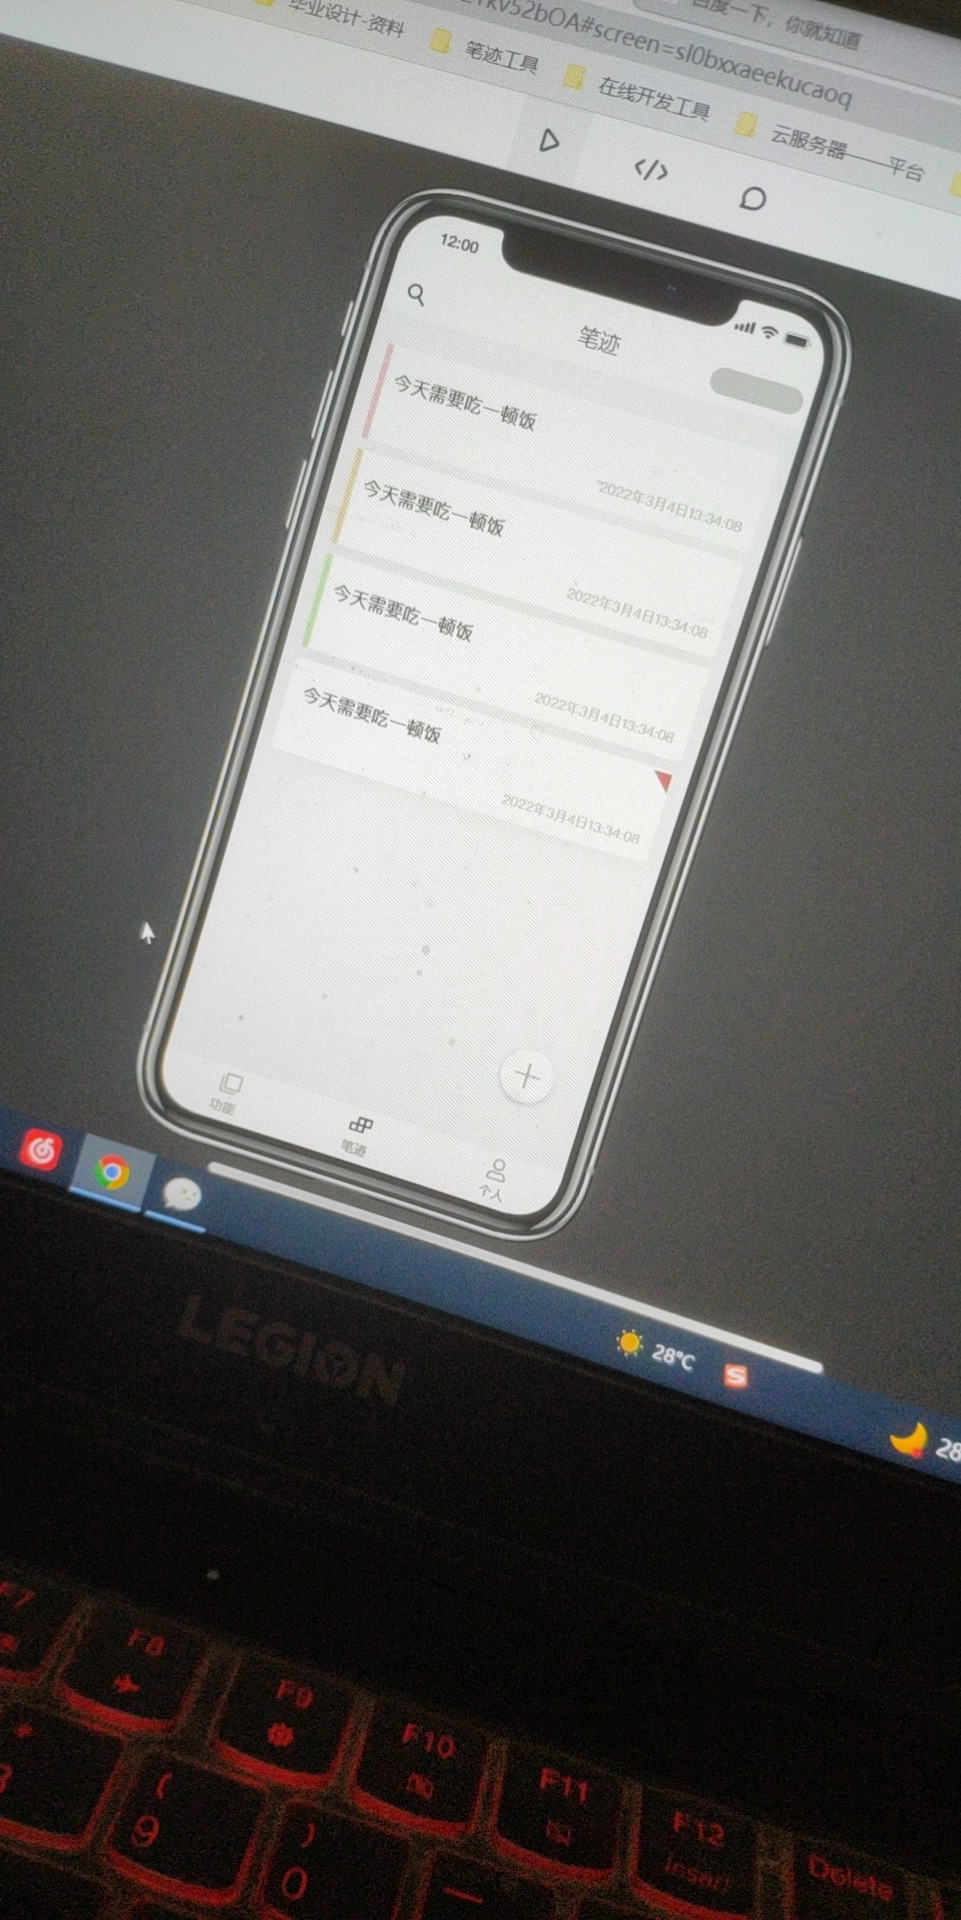 百度一下，你就知道
kv52bOA#screen=sl0bxxaeekucaoq
毕业设计-资料
笔迹工具
在线开发工具
云服务器——平台
12:00
笔迹
今天需要吃一顿饭
2022年3月4日13:34:08
今天需要吃一顿饭
2022年3月4日13:34:08
今天需要吃一顿饭
2022年3月4日13:34:08
今天需要吃一顿饭
2022年3月4日13:34:08
功能
笔迹
个人
28°C
28
LEGION
F7
F8
F9
F10
F11
F12
Insert
Delete
*
(
9
)
0